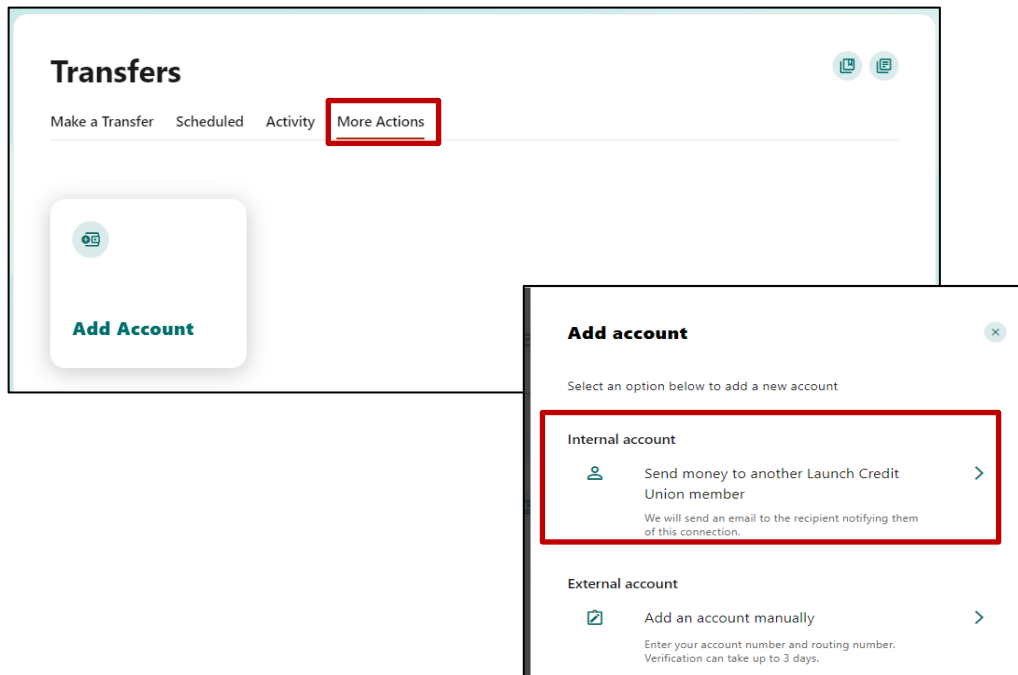 Transfers
Make a Transfer Scheduled Activity More Actions
Add Account
Add account
Select an option below to add a new account
Internal account
Send money to another Launch Credit
Union member
We will send an email to the recipient notifying them
of this connection.
External account
Add an account manually
Enter your account number and routing number.
Verification can take up to 3 days.